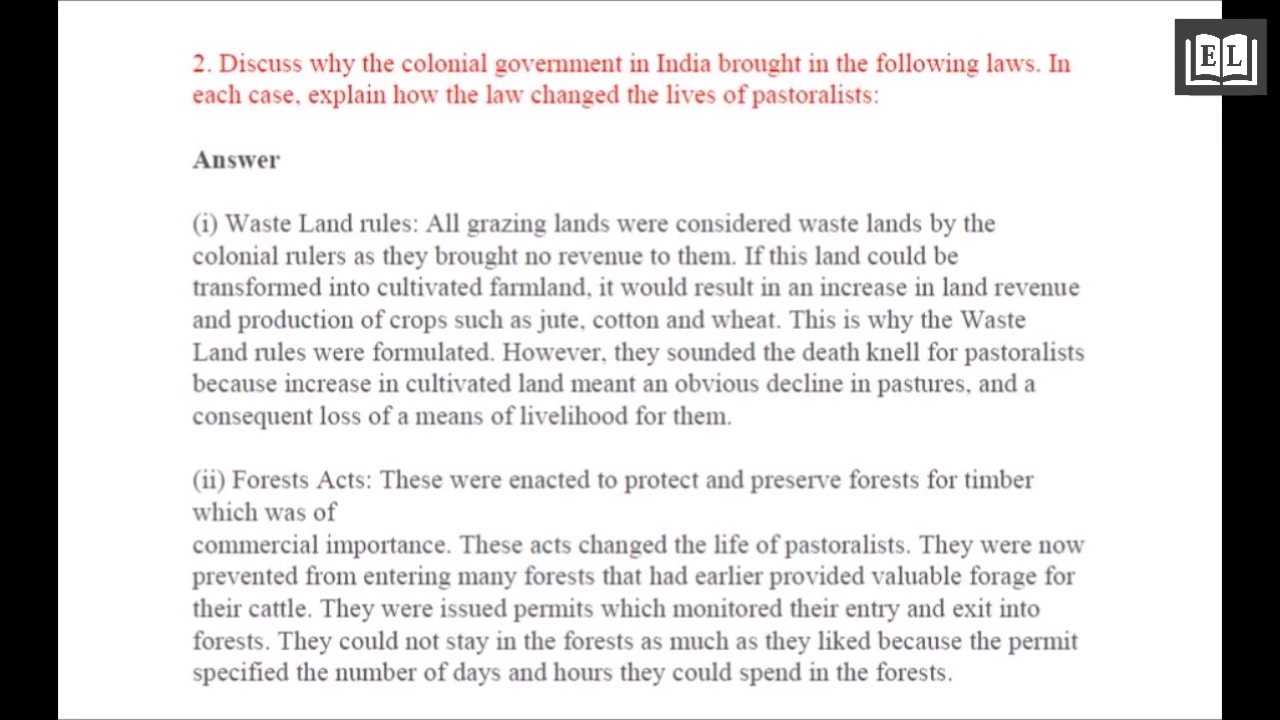 E L
2. Discuss why the colonial government in India brought in the following laws. In
each case, explain how the law changed the lives of pastoralists:
Answer
(i) Waste Land rules: All grazing lands were considered waste lands by the
colonial rulers as they brought no revenue to them. If this land could be
transformed into cultivated farmland, it would result in an increase in land revenue
and production of crops such as jute, cotton and wheat. This is why the Waste
Land rules were formulated. However, they sounded the death knell for pastoralists
because increase in cultivated land meant an obvious decline in pastures, and a
consequent loss of a means of livelihood for them.
(ii) Forests Acts: These were enacted to protect and preserve forests for timber
which was of
commercial importance. These acts changed the life of pastoralists. They were now
prevented from entering many forests that had earlier provided valuable forage for
their cattle. They were issued permits which monitored their entry and exit into
forests. They could not stay in the forests as much as they liked because the permit
specified the number of days and hours they could spend in the forests.